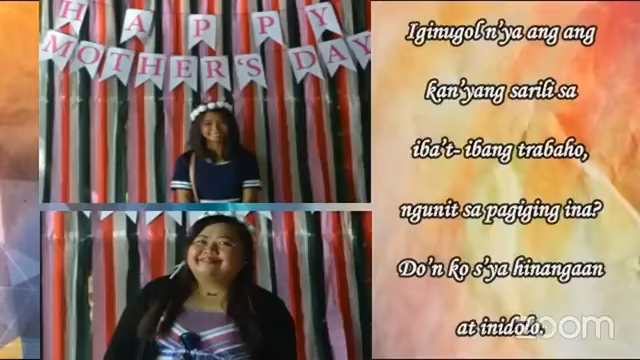 HAPPY
MOTHER'S DAY
Iginugol n'ya ang ang
kan'yang sarili sa
iba't- ibang trabaho,
ngunit sa pagiging ina?
Do'n ko s'ya hinangaan
at inidolo.
zoom